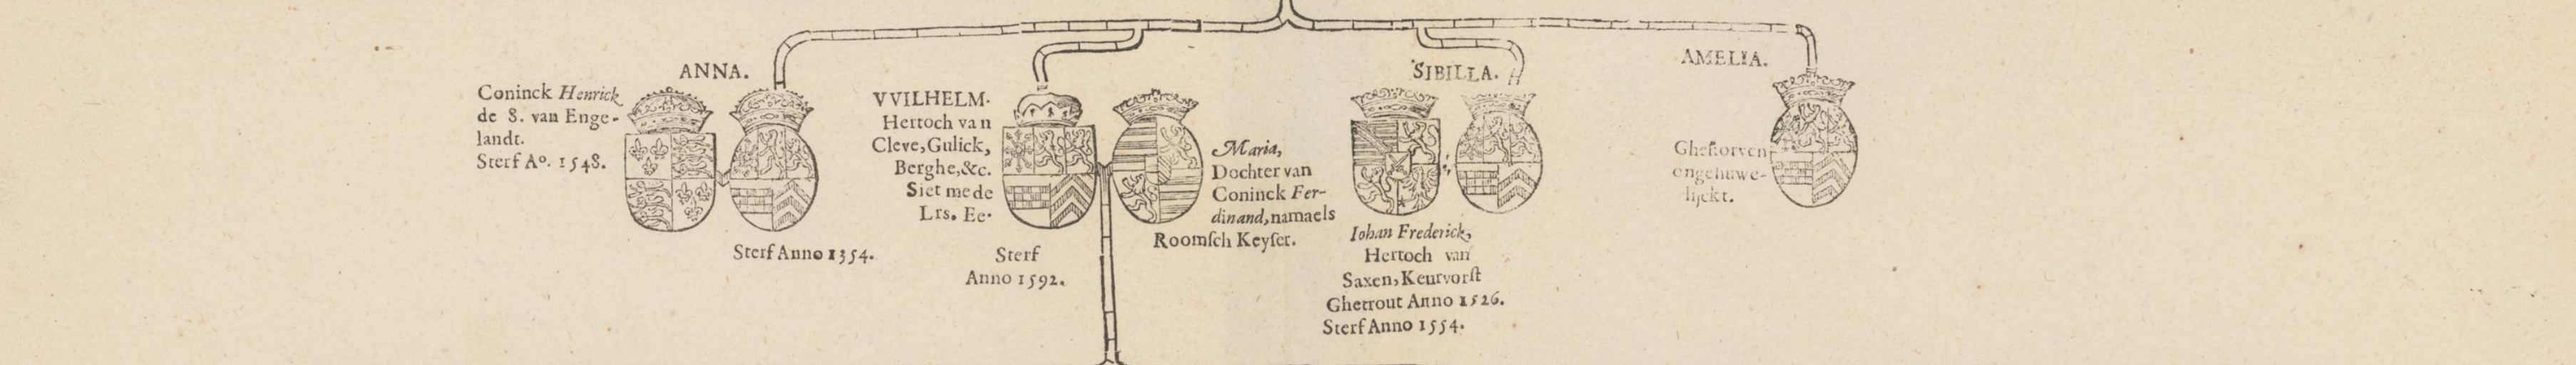 ANNA.
Coninck Henrick
de 8. van Enge-
landt.
Sterf Ao. 1548.
Sterf Anno 1354.
VVILHELM.
Hertoch van
Cleve, Gulick,
Berghe, &c.
Siet mede
Lrs. Ee.
Sterf
Anno 1592.
Maria,
Dochter van
Coninck Fer-
dinand, namaels
Roomsch Keyser.
SIBILLA.
Iohan Frederick,
Hertoch van
Saxen, Keurvorst
Ghetrout Anno 1526.
Sterf Anno 1554.
AMELIA.
Ghestorven
ongehuwe-
lijckt.